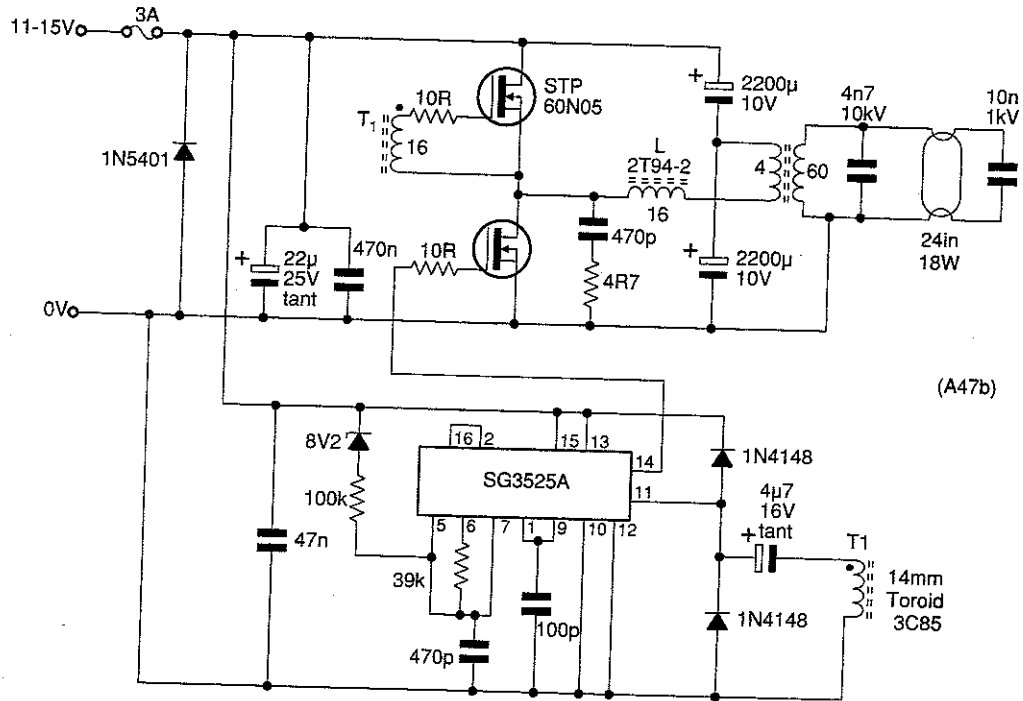 11-15V
3A
STP
60N05
10R
T1
16
1N5401
22µ
25V
tant
470n
10R
L
2T94-2
16
470p
4R7
2200µ
10V
2200µ
10V
4
60
4n7
10kV
10n
1kV
24in
18W
0V
(A47b)
8V2
100k
47n
16
2
15
13
14
11
SG3525A
5
6
7
1
9
10
12
39k
470p
100p
1N4148
4µ7
16V
tant
1N4148
T1
14mm
Toroid
3C85